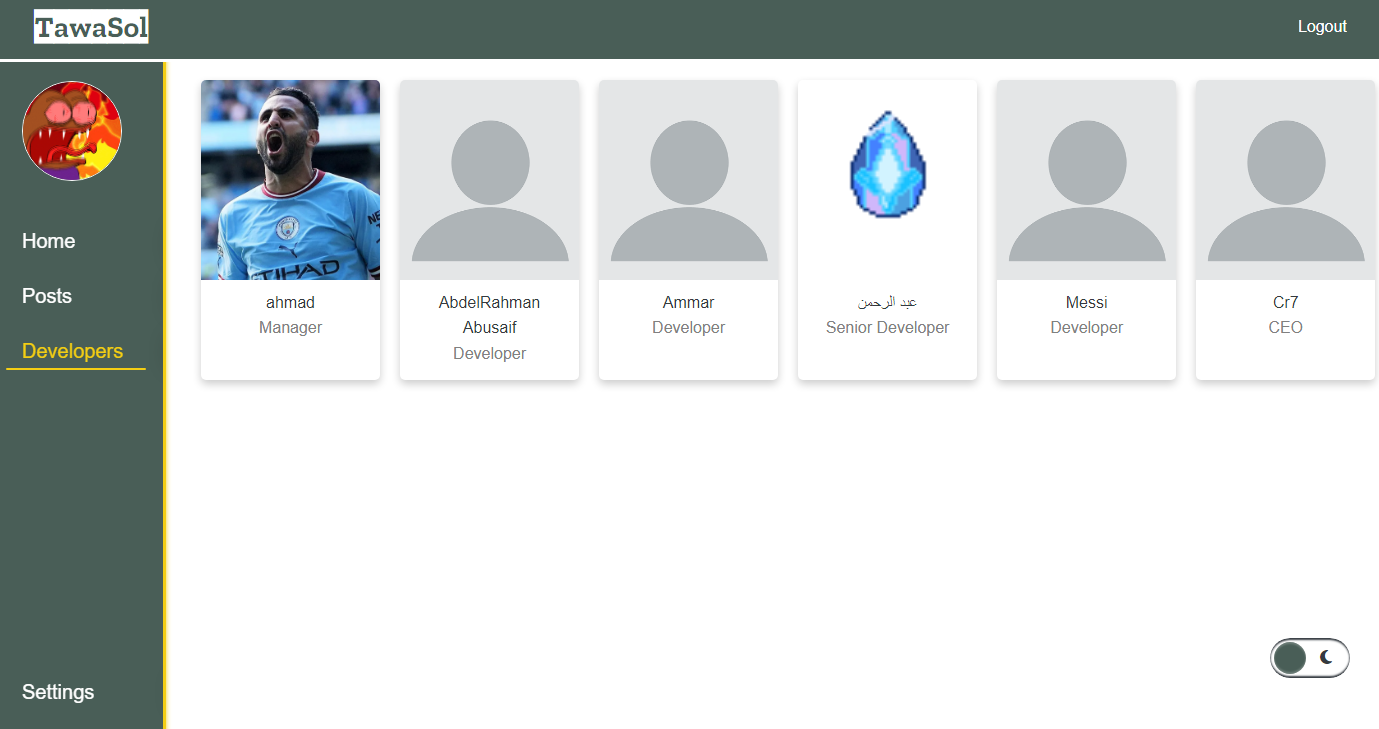 TawaSol
Logout
Home
Posts
Developers
Settings
ETIHAD
ahmad
Manager
AbdelRahman
Abusaif
Developer
Ammar
Developer
عبد الرحمن
Senior Developer
Messi
Developer
Cr7
CEO